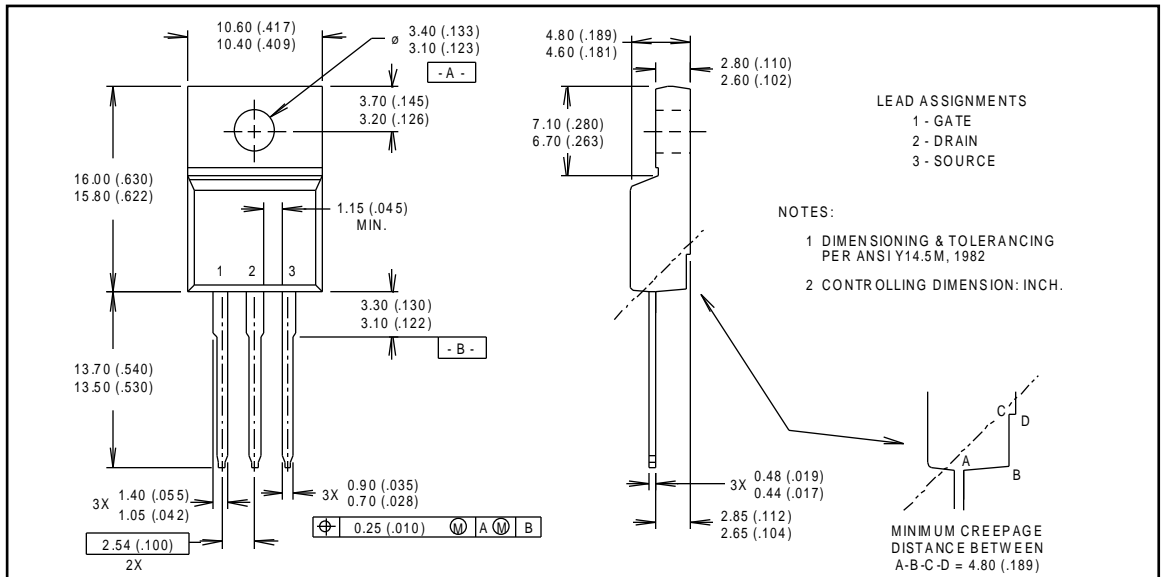 10.60 (.417)
10.40 (.409)
ø 3.40 (.133)
3.10 (.123)
- A -
3.70 (.145)
3.20 (.126)
16.00 (.630)
15.80 (.622)
1.15 (.045)
MIN.
1 2 3
3.30 (.130)
3.10 (.122)
- B -
13.70 (.540)
13.50 (.530)
3X 1.40 (.055)
1.05 (.042)
3X 0.90 (.035)
0.70 (.028)
⌖ 0.25 (.010) Ⓜ A Ⓜ B
2.54 (.100)
2X
4.80 (.189)
4.60 (.181)
2.80 (.110)
2.60 (.102)
7.10 (.280)
6.70 (.263)
3X 0.48 (.019)
0.44 (.017)
2.85 (.112)
2.65 (.104)
LEAD ASSIGNMENTS
1 - GATE
2 - DRAIN
3 - SOURCE
NOTES:
1 DIMENSIONING & TOLERANCING
PER ANSI Y14.5M, 1982
2 CONTROLLING DIMENSION: INCH.
C
D
A
B
MINIMUM CREEPAGE
DISTANCE BETWEEN
A-B-C-D = 4.80 (.189)